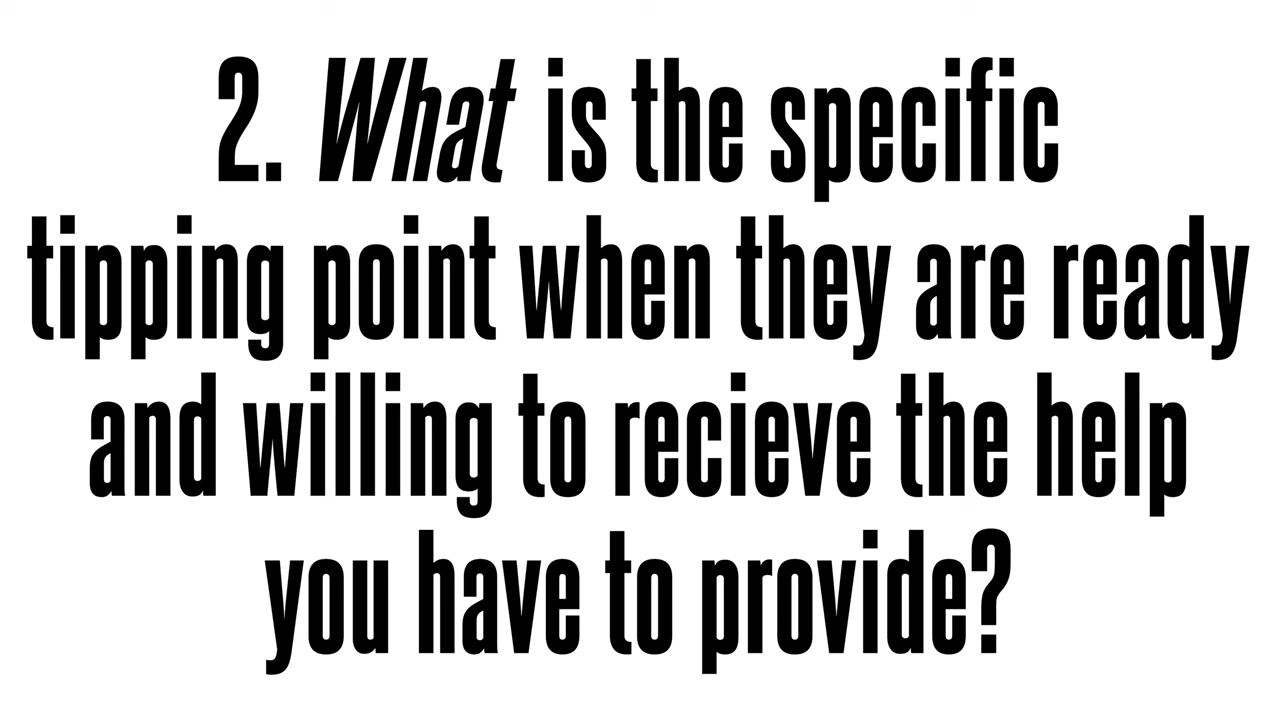 2. What is the specific
tipping point when they are ready
and willing to recieve the help
you have to provide?